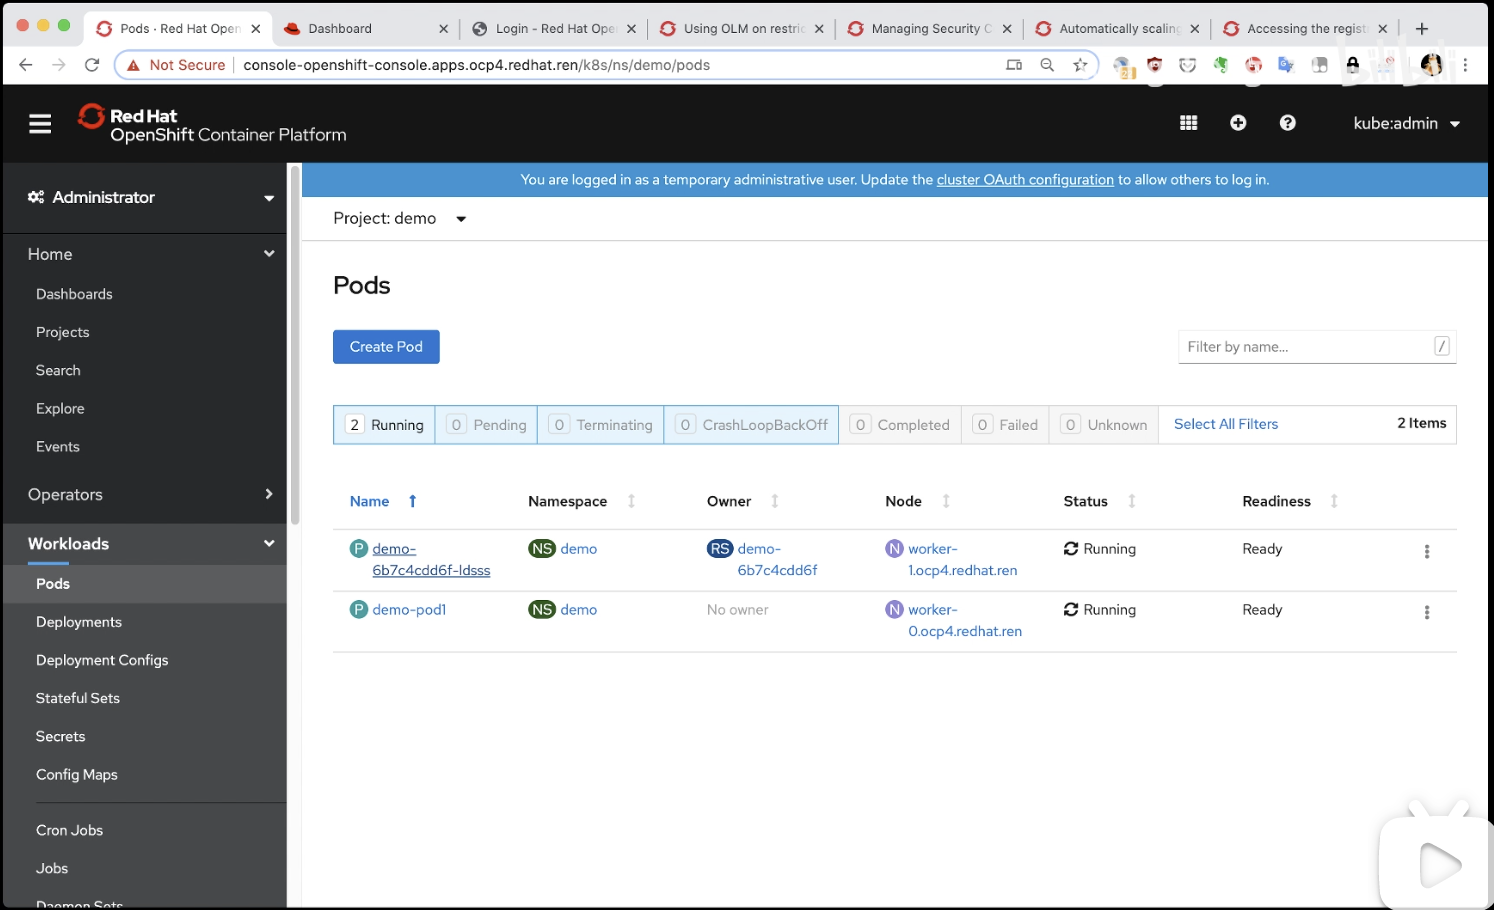 Pods · Red Hat Open
Dashboard
Login - Red Hat Ope
Using OLM on restric
Managing Security C
Automatically scaling
Accessing the regist
Not Secure
console-openshift-console.apps.ocp4.redhat.ren/k8s/ns/demo/pods
Red Hat
OpenShift Container Platform
kube:admin
You are logged in as a temporary administrative user. Update the cluster OAuth configuration to allow others to log in.
Administrator
Home
Dashboards
Projects
Search
Explore
Events
Operators
Workloads
Pods
Deployments
Deployment Configs
Stateful Sets
Secrets
Config Maps
Cron Jobs
Jobs
Daemon Sets
Project: demo
Pods
Create Pod
Filter by name... /
2 Running 0 Pending 0 Terminating 0 CrashLoopBackOff 0 Completed 0 Failed 0 Unknown Select All Filters 2 Items
Name Namespace Owner Node Status Readiness
P demo- NS demo RS demo- N worker- Running Ready
6b7c4cdd6f-ldsss 6b7c4cdd6f 1.ocp4.redhat.ren
P demo-pod1 NS demo No owner N worker- Running Ready
0.ocp4.redhat.ren
bilibili